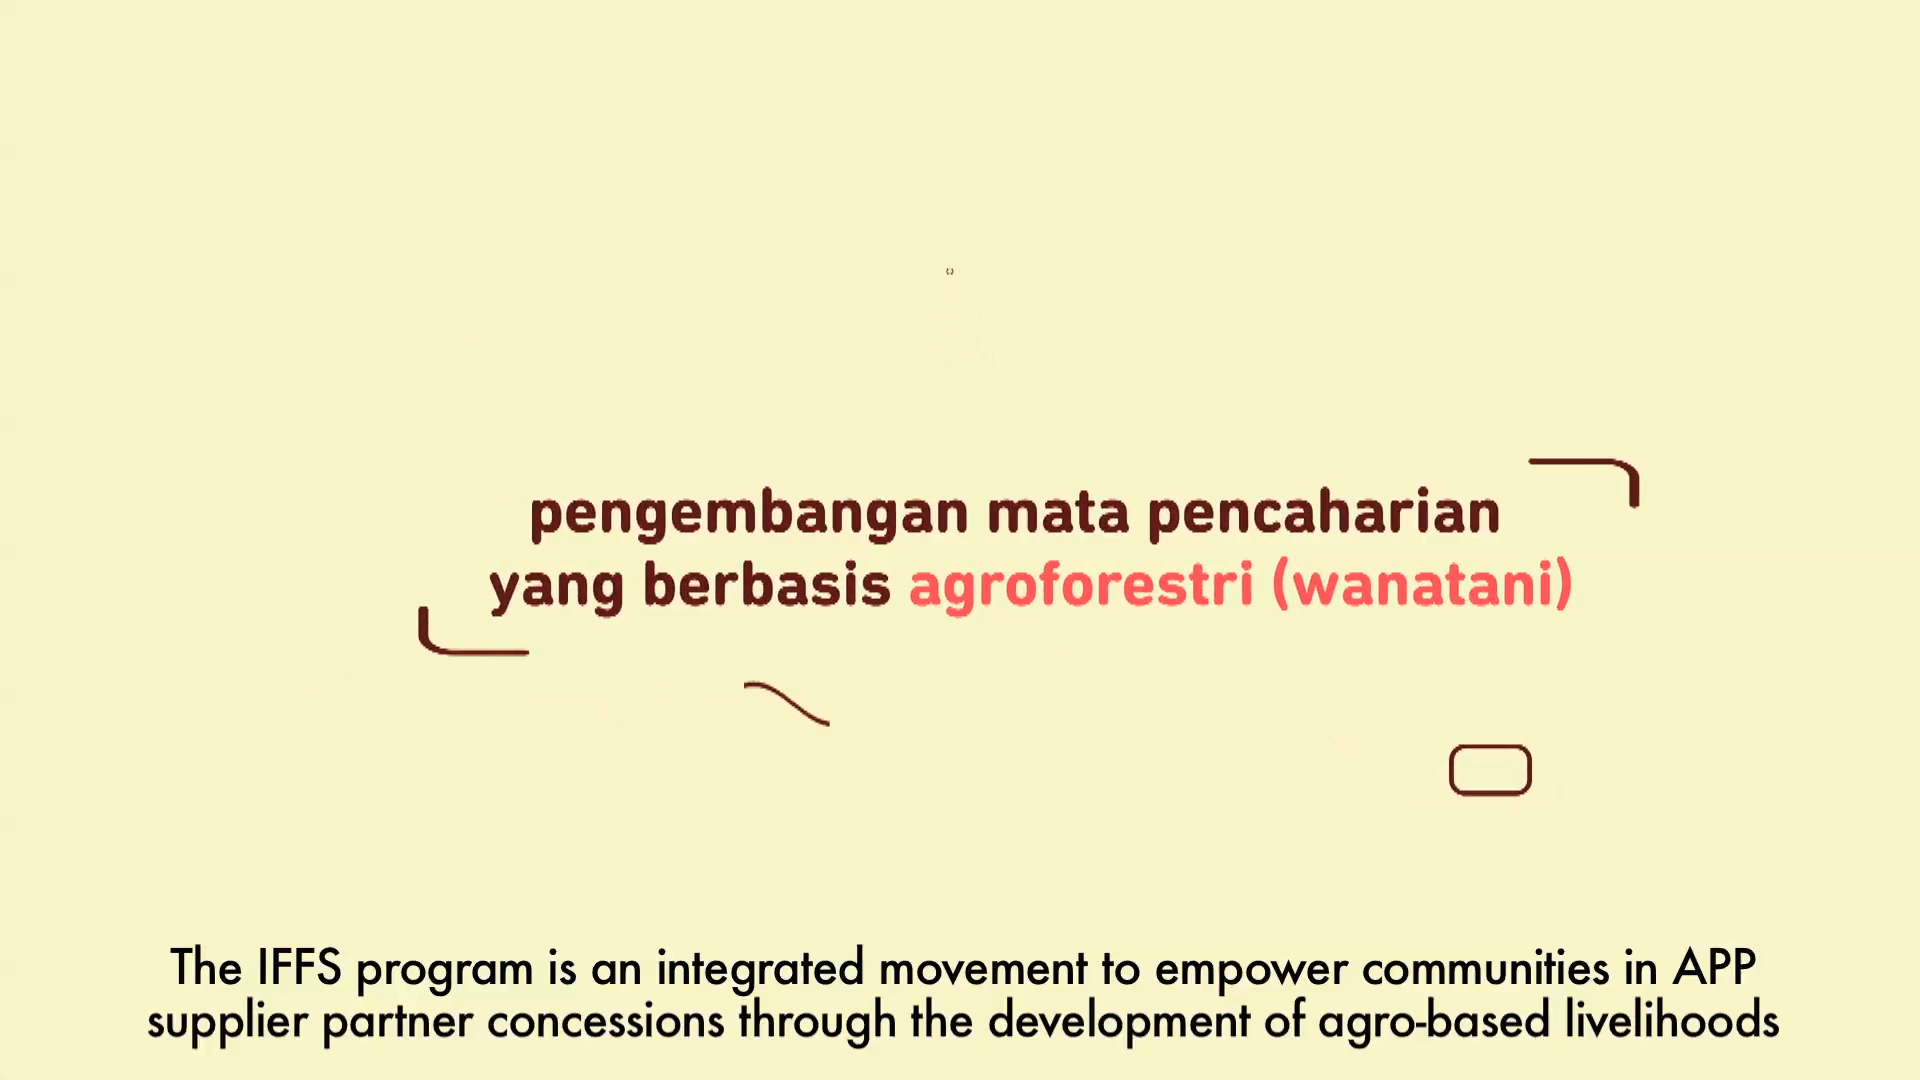 pengembangan mata pencaharian
yang berbasis agroforestri (wanatani)
The IFFS program is an integrated movement to empower communities in APP
supplier partner concessions through the development of agro-based livelihoods